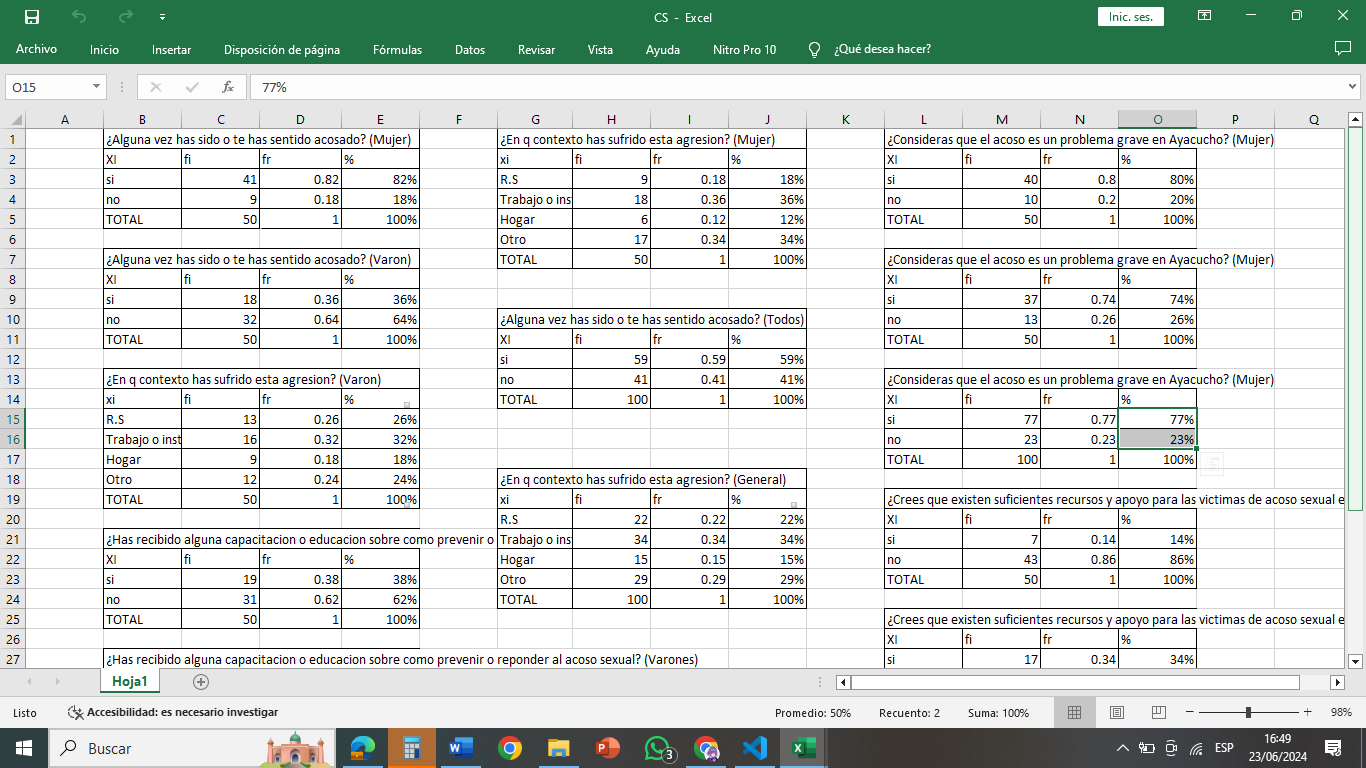 CS - Excel
Inic. ses.
Archivo Inicio Insertar Disposición de página Fórmulas Datos Revisar Vista Ayuda Nitro Pro 10 ¿Qué desea hacer?
O15 fx 77%
A B C D E F G H I J K L M N O P Q
1 ¿Alguna vez has sido o te has sentido acosado? (Mujer) ¿En q contexto has sufrido esta agresion? (Mujer) ¿Consideras que el acoso es un problema grave en Ayacucho? (Mujer)
2 XI fi fr % xi fi fr % XI fi fr %
3 si 41 0.82 82% R.S 9 0.18 18% si 40 0.8 80%
4 no 9 0.18 18% Trabajo o inst 18 0.36 36% no 10 0.2 20%
5 TOTAL 50 1 100% Hogar 6 0.12 12% TOTAL 50 1 100%
6 Otro 17 0.34 34%
7 ¿Alguna vez has sido o te has sentido acosado? (Varon) TOTAL 50 1 100% ¿Consideras que el acoso es un problema grave en Ayacucho? (Mujer)
8 XI fi fr % XI fi fr %
9 si 18 0.36 36% si 37 0.74 74%
10 no 32 0.64 64% ¿Alguna vez has sido o te has sentido acosado? (Todos) no 13 0.26 26%
11 TOTAL 50 1 100% XI fi fr % TOTAL 50 1 100%
12 si 59 0.59 59%
13 ¿En q contexto has sufrido esta agresion? (Varon) no 41 0.41 41% ¿Consideras que el acoso es un problema grave en Ayacucho? (Mujer)
14 xi fi fr % TOTAL 100 1 100% XI fi fr %
15 R.S 13 0.26 26% si 77 0.77 77%
16 Trabajo o inst 16 0.32 32% no 23 0.23 23%
17 Hogar 9 0.18 18% TOTAL 100 1 100%
18 Otro 12 0.24 24% ¿En q contexto has sufrido esta agresion? (General)
19 TOTAL 50 1 100% xi fi fr % ¿Crees que existen suficientes recursos y apoyo para las victimas de acoso sexual e
20 R.S 22 0.22 22% XI fi fr %
21 ¿Has recibido alguna capacitacion o educacion sobre como prevenir o Trabajo o inst 34 0.34 34% si 7 0.14 14%
22 XI fi fr % Hogar 15 0.15 15% no 43 0.86 86%
23 si 19 0.38 38% Otro 29 0.29 29% TOTAL 50 1 100%
24 no 31 0.62 62% TOTAL 100 1 100%
25 TOTAL 50 1 100% ¿Crees que existen suficientes recursos y apoyo para las victimas de acoso sexual e
26 XI fi fr %
27 ¿Has recibido alguna capacitacion o educacion sobre como prevenir o reponder al acoso sexual? (Varones) si 17 0.34 34%
Hoja1
Listo Accesibilidad: es necesario investigar Promedio: 50% Recuento: 2 Suma: 100% 98%
Buscar 3 ESP 16:49
23/06/2024